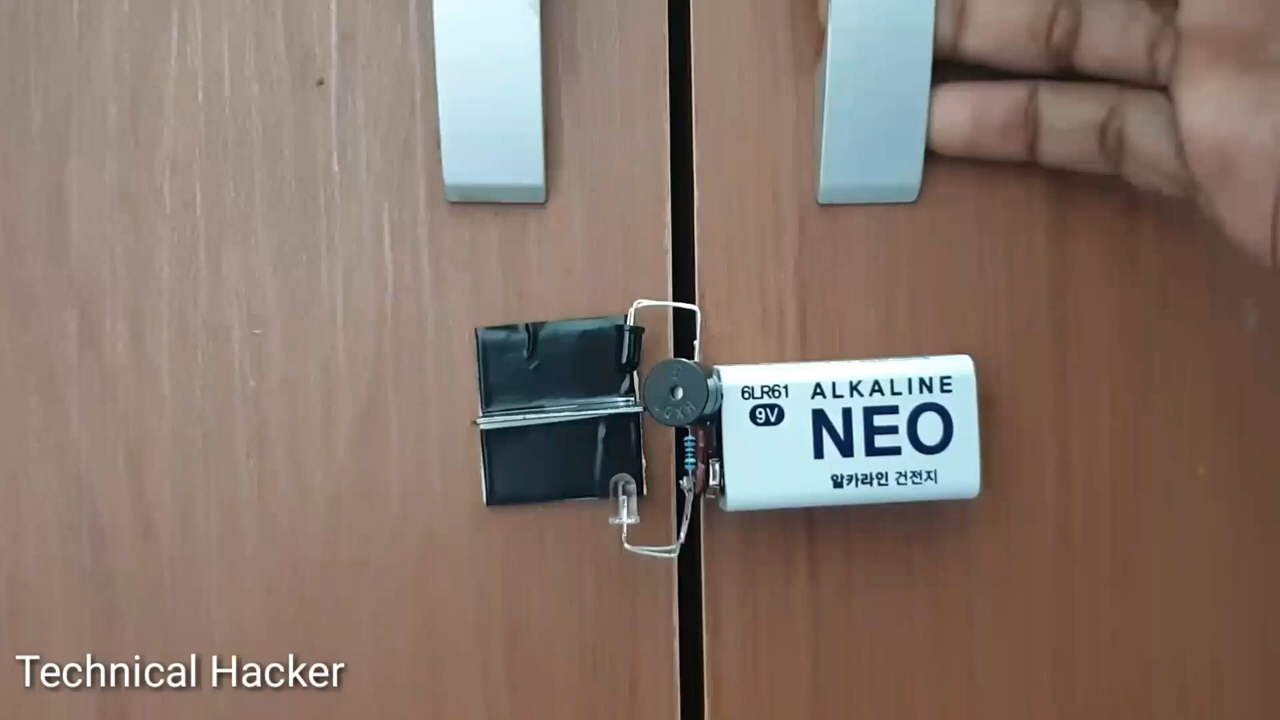 6LR61
9V
ALKALINE
NEO
알카라인 건전지
Technical Hacker